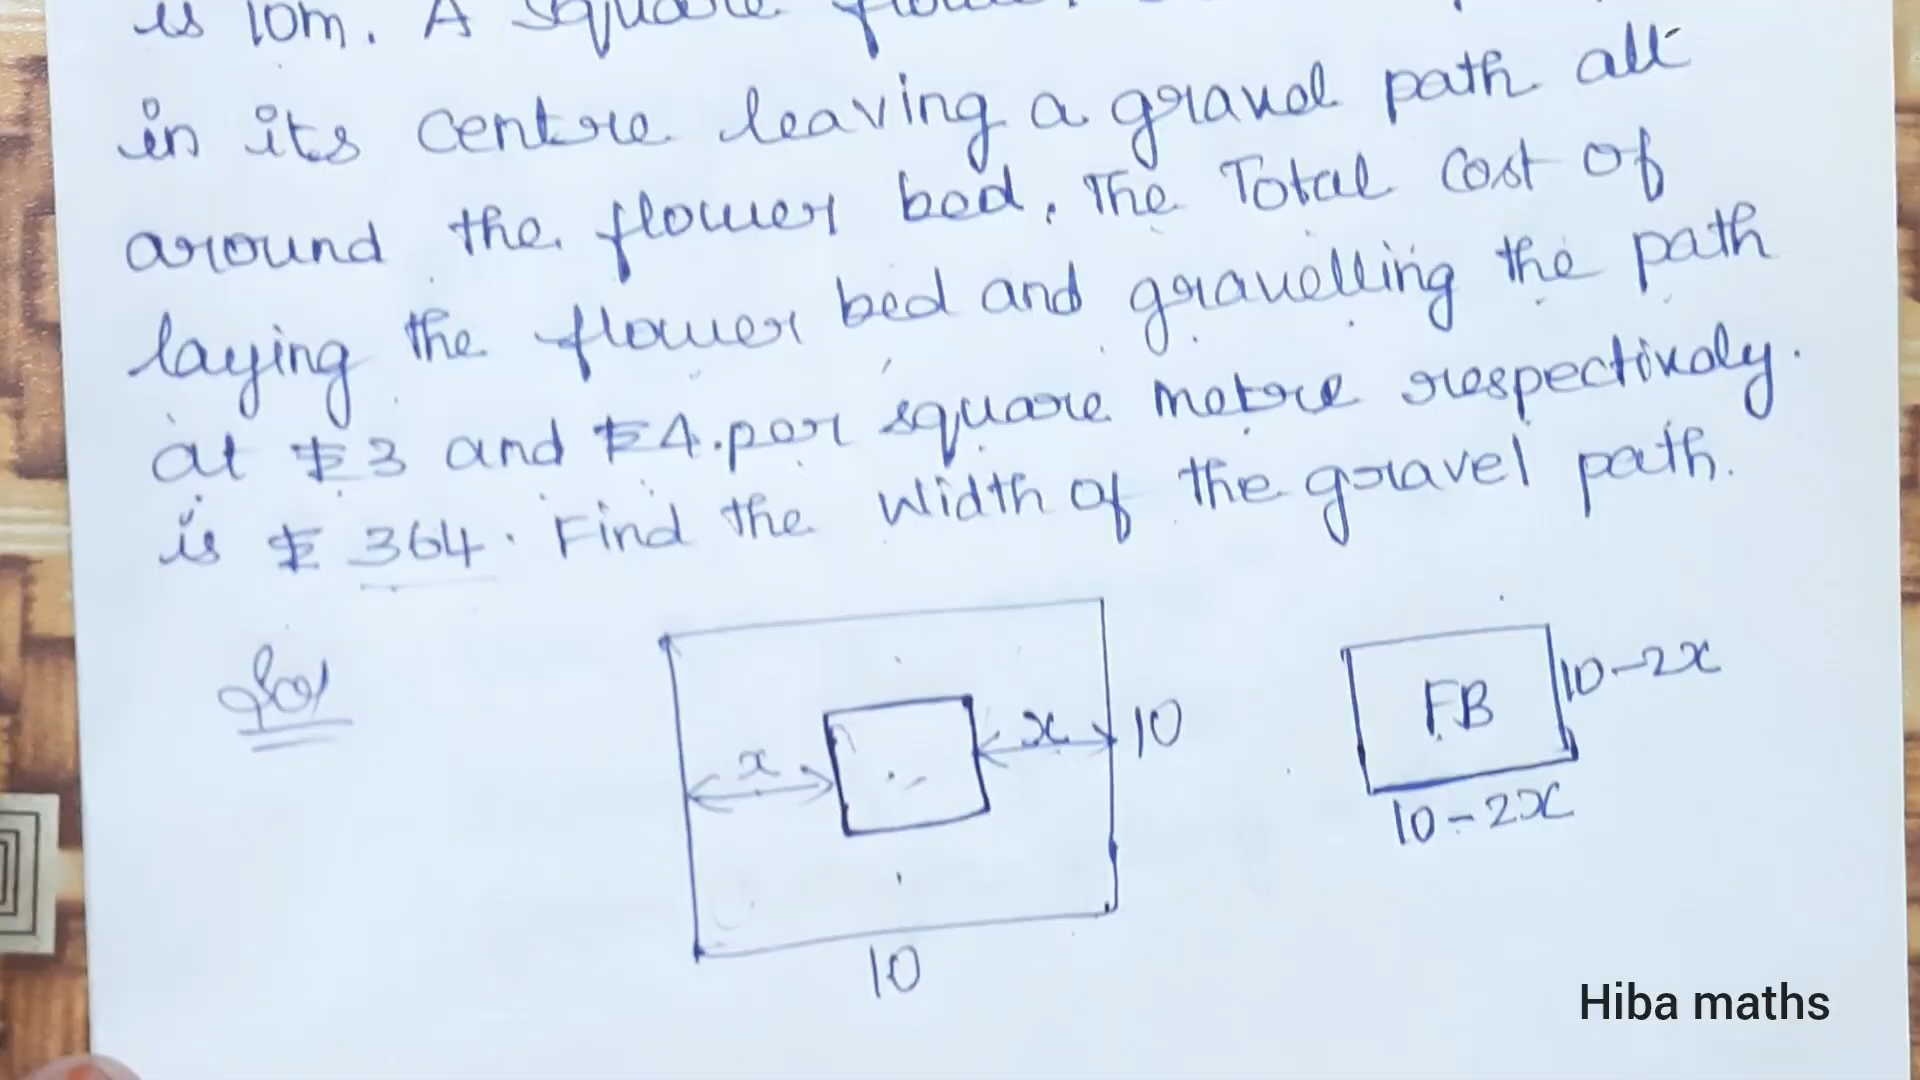 is 10m. A square
in its centre leaving a gravel path all
around the flower bed. The Total Cost of
laying the flower bed and gravelling the path
at ₹3 and ₹4. per square metre respectively.
is ₹ 364. Find the width of the gravel path.
Sol
x
x
10
10
FB
10-2x
10-2x
Hiba maths